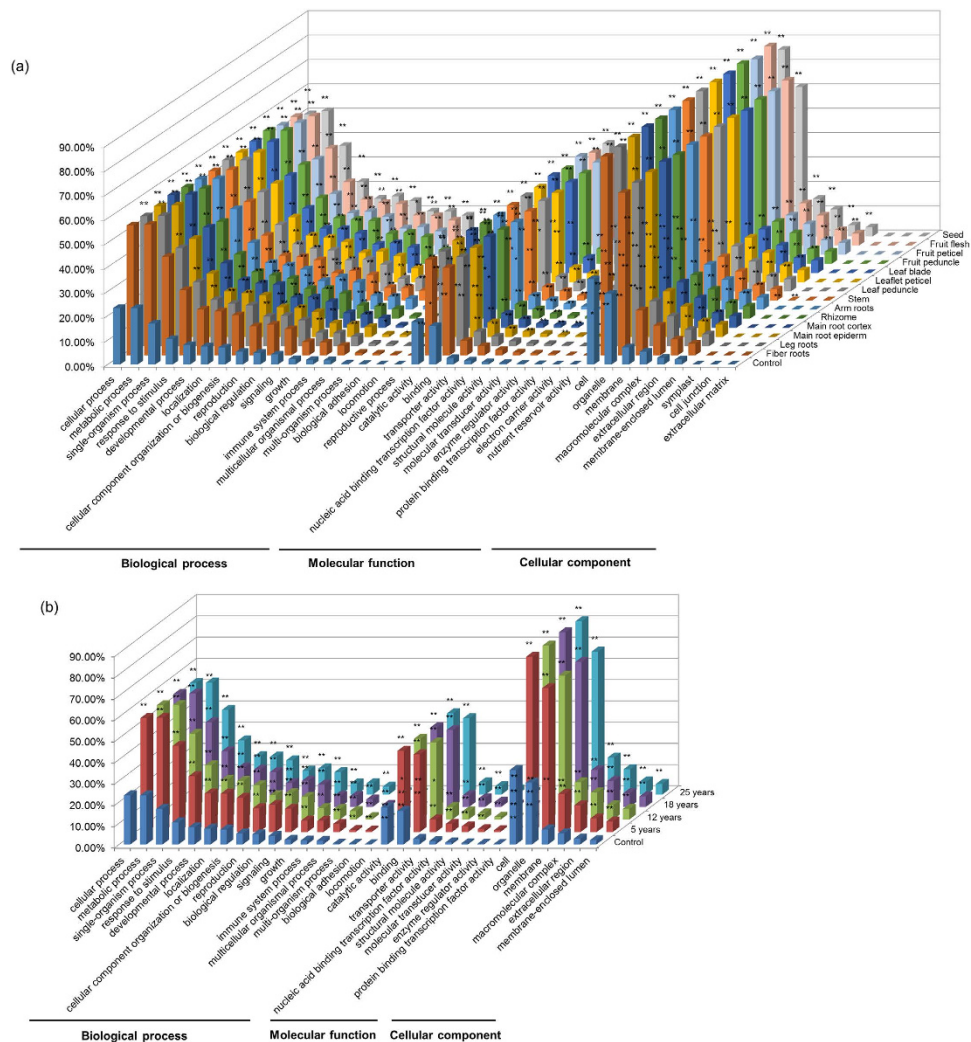 (a)
90.00%
80.00%
70.00%
60.00%
50.00%
40.00%
30.00%
20.00%
10.00%
0.00%
Seed
Fruit flesh
Fruit peticel
Fruit peduncle
Leaf blade
Leaflet peticel
Leaf peduncle
Stem
Arm roots
Rhizome
Main root cortex
Main root epiderm
Leg roots
Fiber roots
Control
cellular process
metabolic process
single-organism process
response to stimulus
developmental process
localization
cellular component organization or biogenesis
reproduction
biological regulation
signaling
growth
immune system process
multicellular organismal process
multi-organism process
biological adhesion
locomotion
reproductive process
catalytic activity
binding
transporter activity
nucleic acid binding transcription factor activity
structural molecule activity
molecular transducer activity
enzyme regulator activity
protein binding transcription factor activity
electron carrier activity
nutrient reservoir activity
cell
organelle
membrane
macromolecular complex
extracellular region
membrane-enclosed lumen
symplast
cell junction
extracellular matrix
Biological process
Molecular function
Cellular component
(b)
90.00%
80.00%
70.00%
60.00%
50.00%
40.00%
30.00%
20.00%
10.00%
0.00%
25 years
18 years
12 years
5 years
Control
cellular process
metabolic process
single-organism process
response to stimulus
developmental process
localization
cellular component organization or biogenesis
reproduction
biological regulation
signaling
growth
immune system process
multicellular organismal process
multi-organism process
biological adhesion
locomotion
catalytic activity
binding
transporter activity
nucleic acid binding transcription factor activity
structural molecule activity
molecular transducer activity
enzyme regulator activity
protein binding transcription factor activity
cell
organelle
membrane
macromolecular complex
extracellular region
membrane-enclosed lumen
Biological process
Molecular function
Cellular component